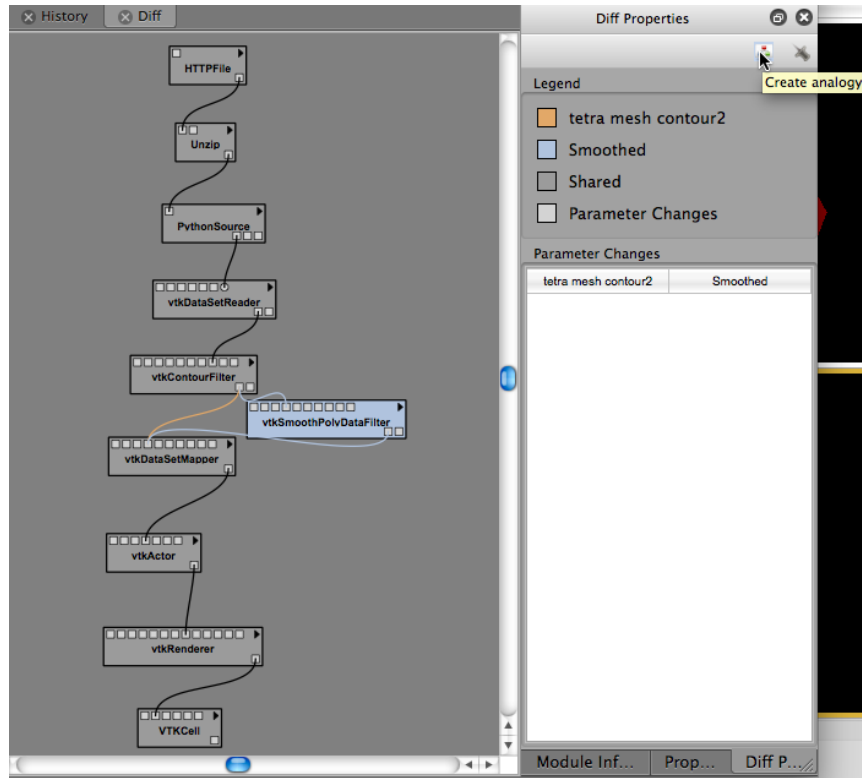 History
Diff
HTTPFile
Unzip
PythonSource
vtkDataSetReader
vtkContourFilter
vtkSmoothPolyDataFilter
vtkDataSetMapper
vtkActor
vtkRenderer
VTKCell
Diff Properties
Create analogy
Legend
tetra mesh contour2
Smoothed
Shared
Parameter Changes
Parameter Changes
tetra mesh contour2 Smoothed
Module Inf... Prop... Diff P...